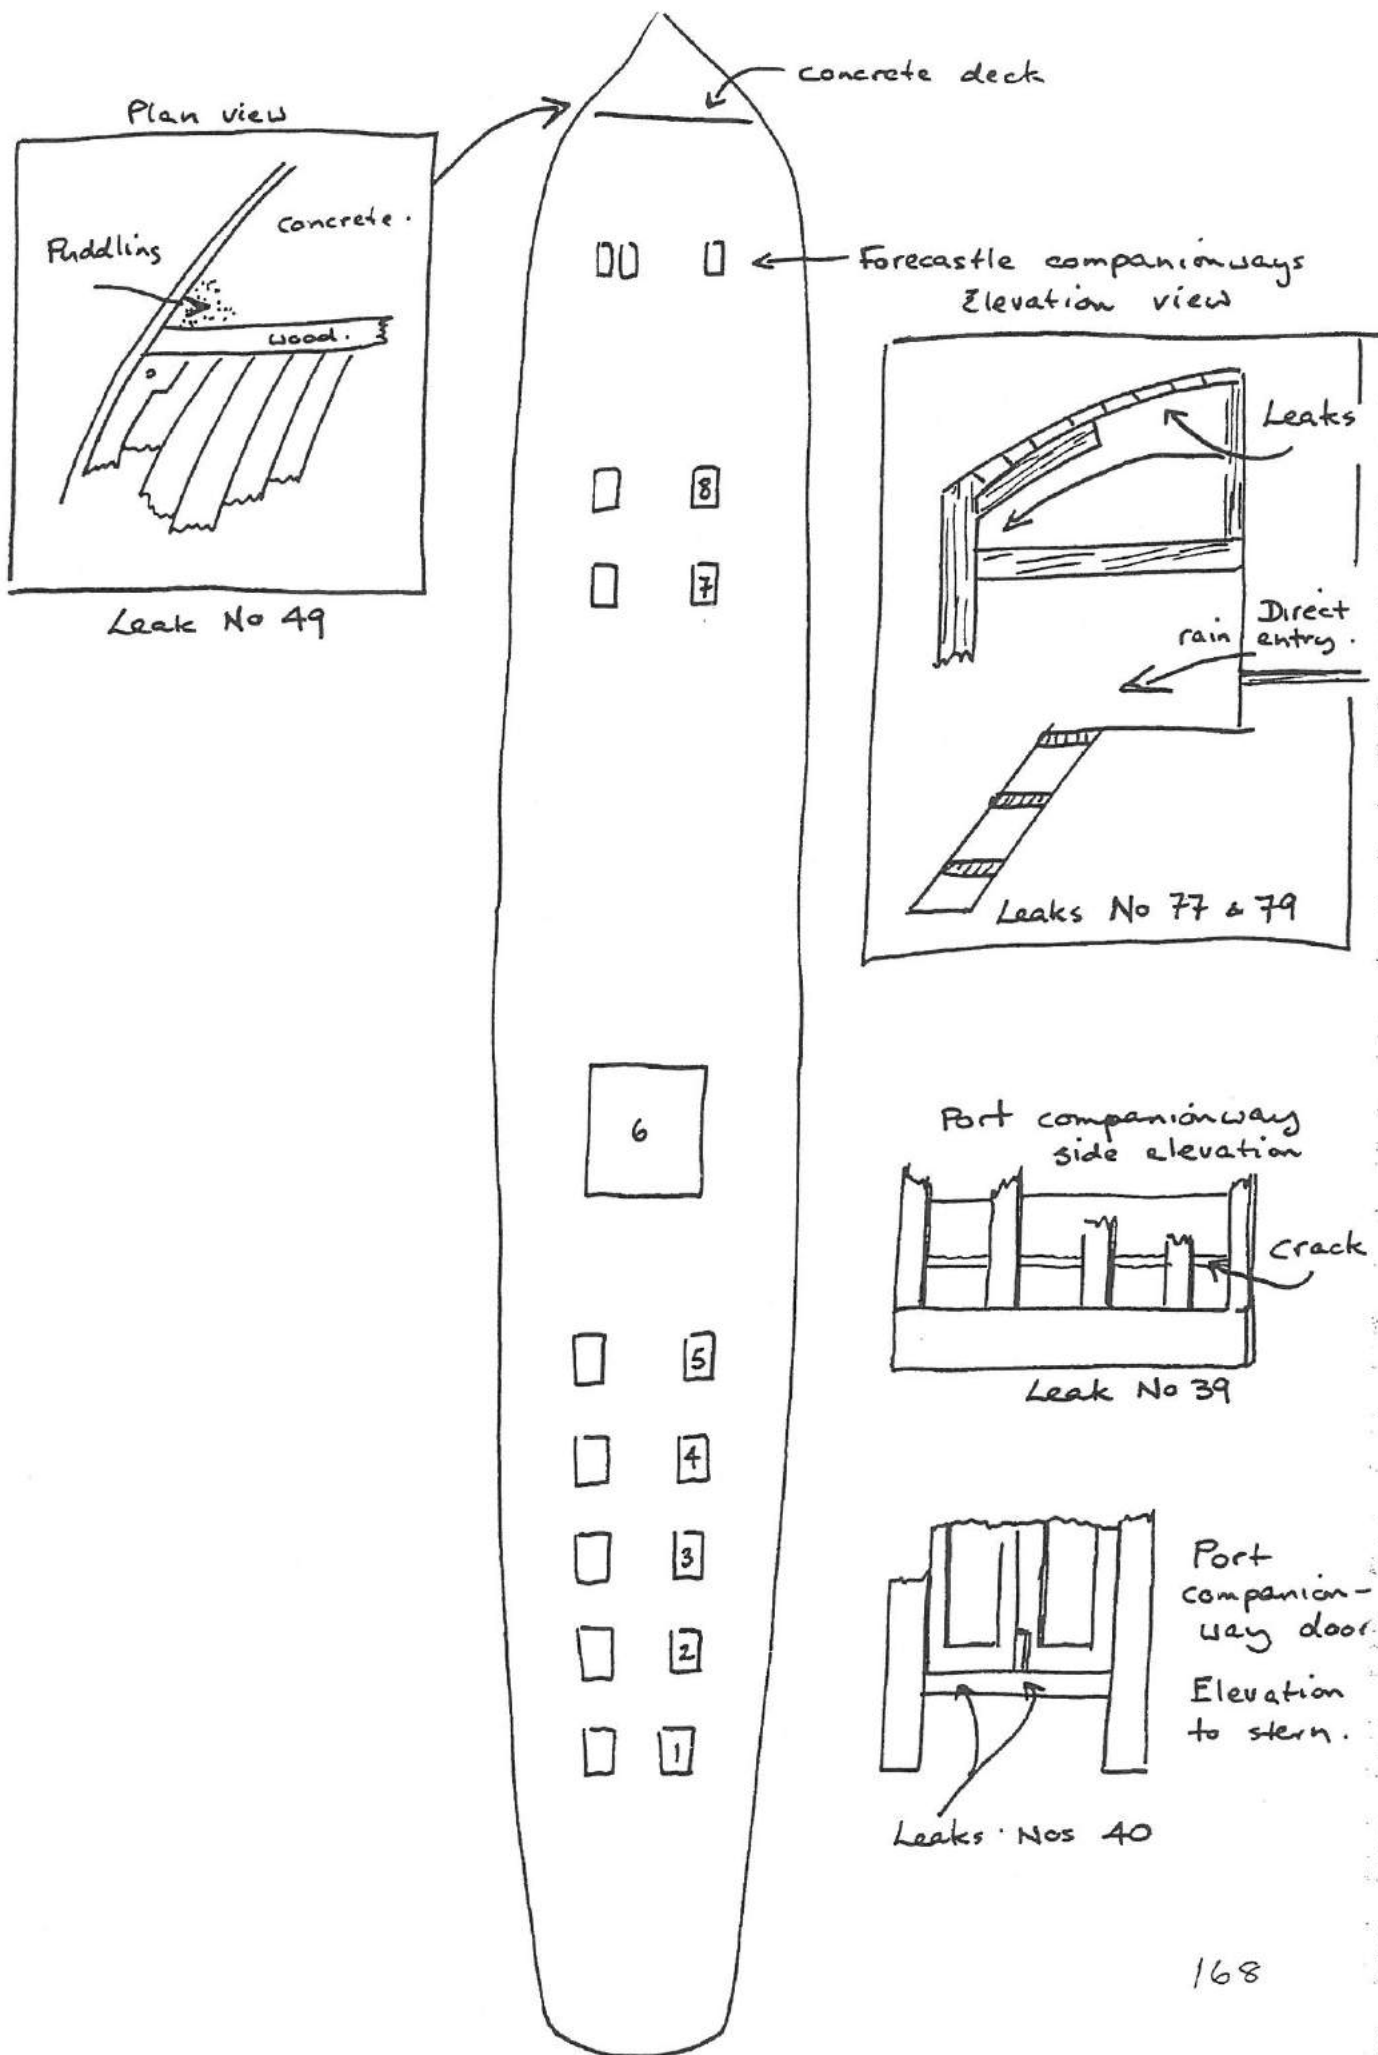 concrete deck
Plan view
concrete.
Puddling
wood.
Leak No 49
Forecastle companionways
Elevation view
Leaks
Direct
rain entry.
Leaks No 77 & 79
8
7
6
Port companionway
side elevation
crack
Leak No 39
5
4
3
2
1
Port
companion-
way door
Elevation
to stern.
Leaks Nos 40
168